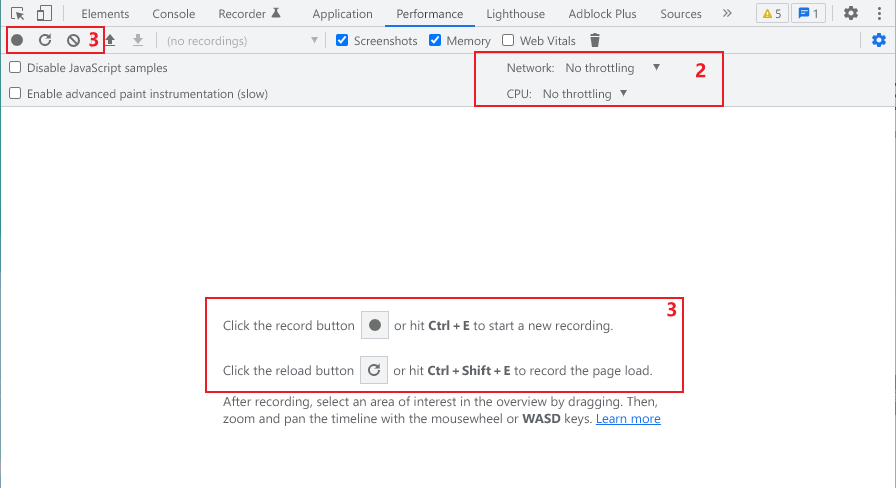 Elements Console Recorder Application Performance Lighthouse Adblock Plus Sources » 5 1
3 (no recordings) Screenshots Memory Web Vitals
Disable JavaScript samples Network: No throttling 2
Enable advanced paint instrumentation (slow) CPU: No throttling
3
Click the record button or hit Ctrl + E to start a new recording.
Click the reload button or hit Ctrl + Shift + E to record the page load.
After recording, select an area of interest in the overview by dragging. Then,
zoom and pan the timeline with the mousewheel or WASD keys. Learn more